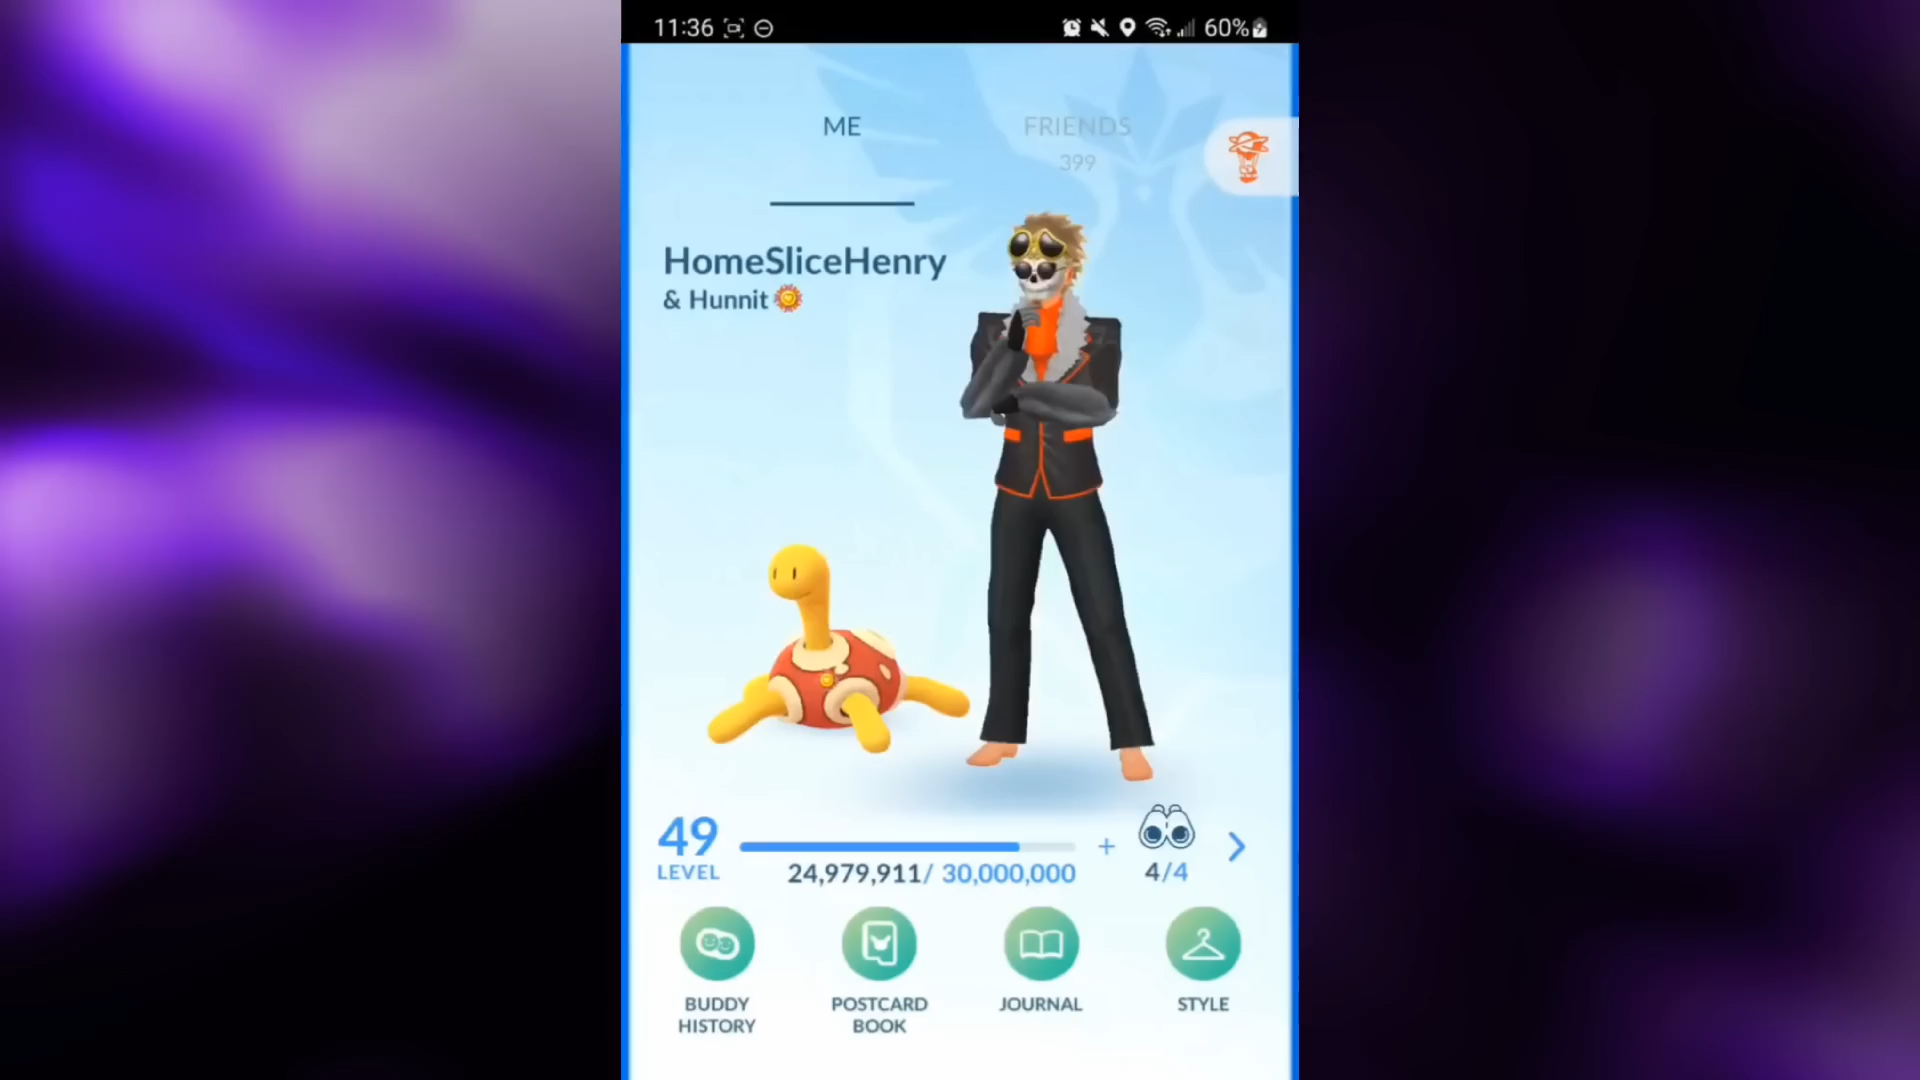 11:36
60%
ME
FRIENDS
399
HomeSliceHenry
& Hunnit
49
LEVEL
24,979,911/ 30,000,000
+
4/4
BUDDY
HISTORY
POSTCARD
BOOK
JOURNAL
STYLE